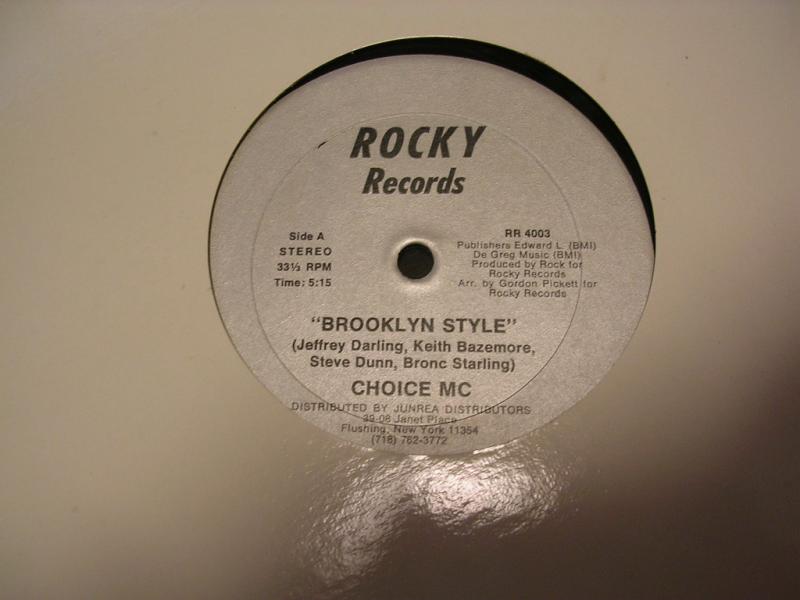 ROCKY
Records
Side A
STEREO
33⅓ RPM
Time: 5:15
RR 4003
Publishers Edward L. (BMI)
De Greg Music (BMI)
Produced by Rock for
Rocky Records
Arr. by Gordon Pickett for
Rocky Records
"BROOKLYN STYLE"
(Jeffrey Darling, Keith Bazemore,
Steve Dunn, Bronc Starling)
CHOICE MC
DISTRIBUTED BY JUNREA DISTRIBUTORS
39-08 Janet Place
Flushing, New York 11354
(718) 762-3772